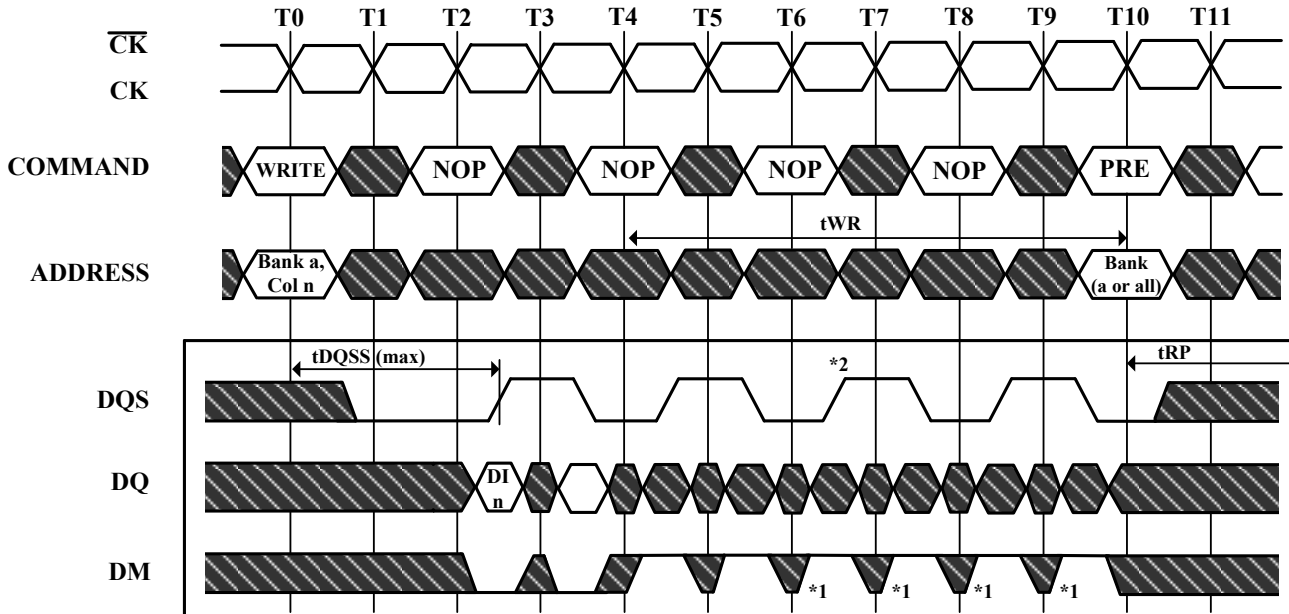 T0 T1 T2 T3 T4 T5 T6 T7 T8 T9 T10 T11
CK
CK
COMMAND WRITE NOP NOP NOP NOP PRE
tWR
ADDRESS Bank a, Col n Bank (a or all)
tDQSS (max) *2 tRP
DQS
DQ DI n
DM *1 *1 *1 *1